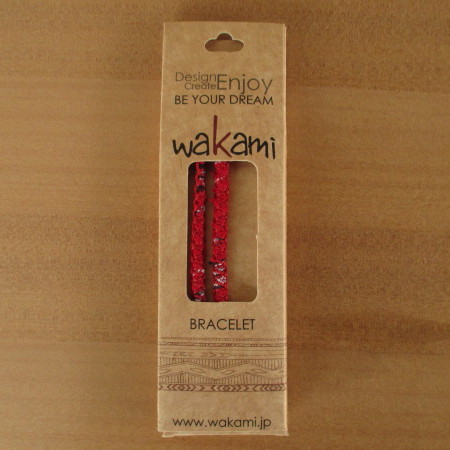 Design
Create Enjoy
BE YOUR DREAM
wakami
BRACELET
www.wakami.jp